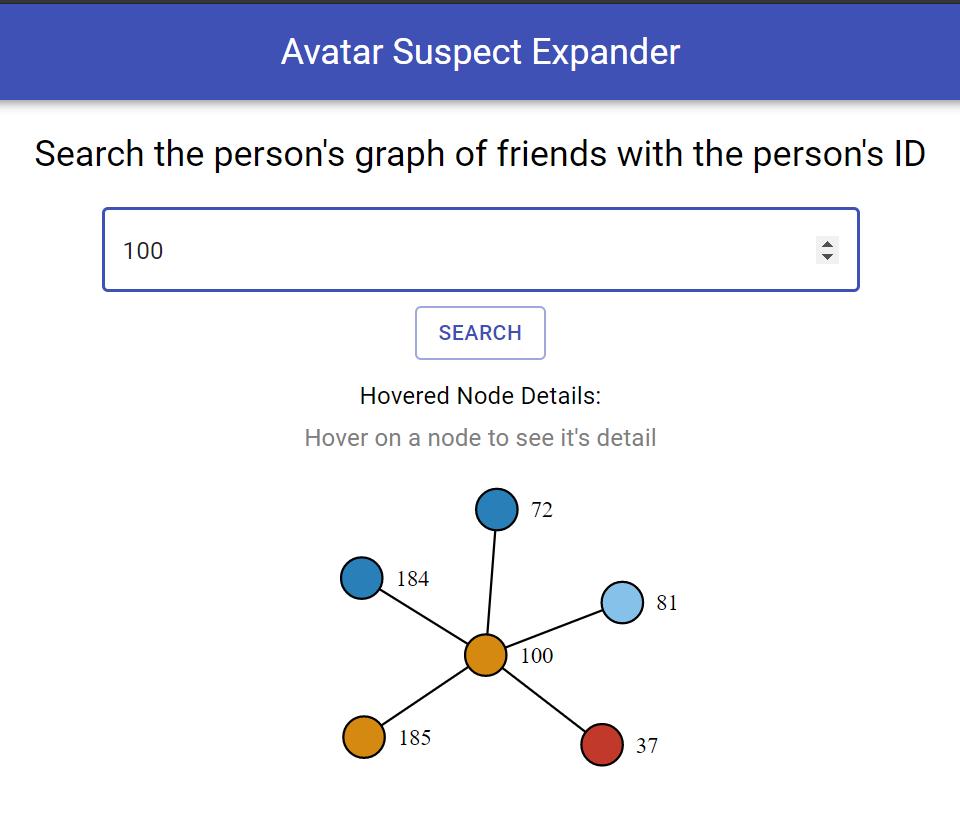 Avatar Suspect Expander
Search the person's graph of friends with the person's ID
100
SEARCH
Hovered Node Details:
Hover on a node to see it's detail
72
184
81
100
185
37